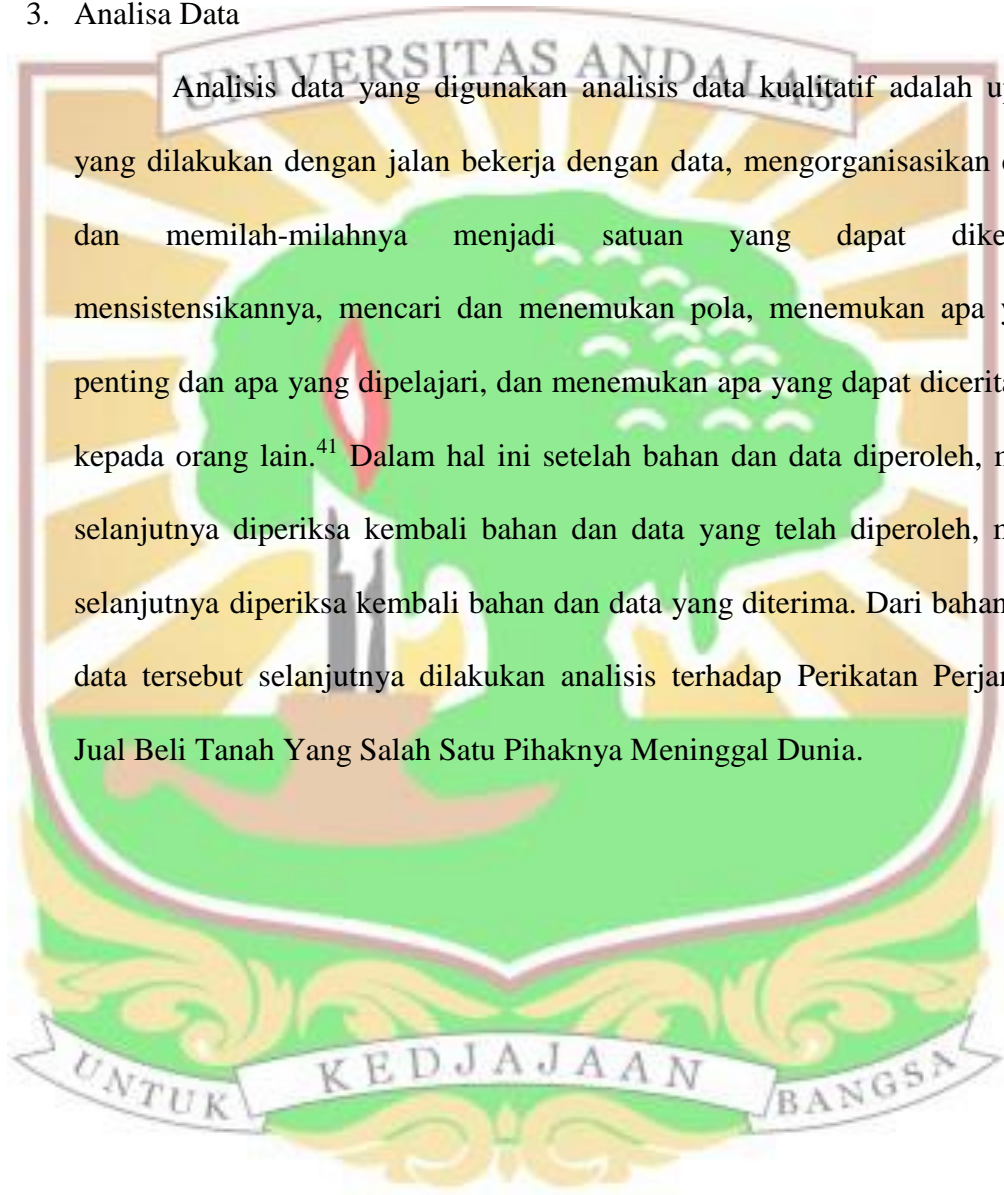 3. Analisa Data
UNIVERSITAS ANDALAS
Analisis data yang digunakan analisis data kualitatif adalah
yang dilakukan dengan jalan bekerja dengan data, mengorganisasikan
dan memilah-milahnya menjadi satuan yang dapat
mensistensikannya, mencari dan menemukan pola, menemukan apa
penting dan apa yang dipelajari, dan menemukan apa yang dapat
kepada orang lain.41 Dalam hal ini setelah bahan dan data diperoleh,
selanjutnya diperiksa kembali bahan dan data yang telah diperoleh,
selanjutnya diperiksa kembali bahan dan data yang diterima. Dari bahan
data tersebut selanjutnya dilakukan analisis terhadap Perikatan
Jual Beli Tanah Yang Salah Satu Pihaknya Meninggal Dunia.
UNTUK KEDJAJAAN BANGSA